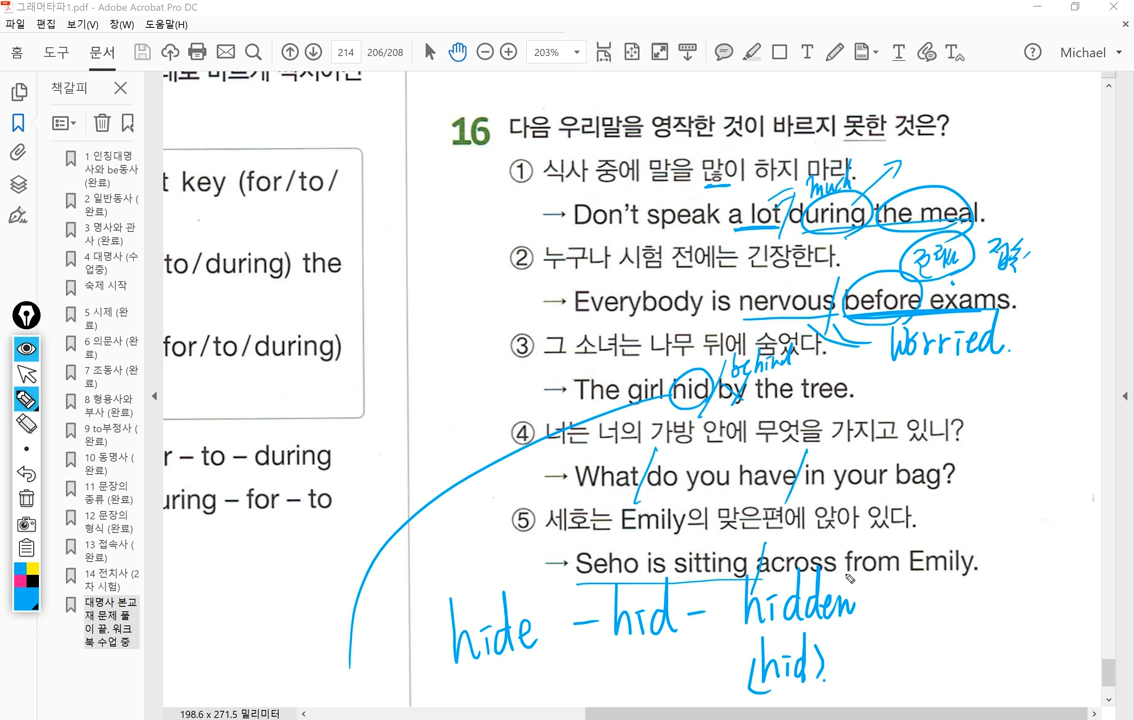 그래머타파1.pdf - Adobe Acrobat Pro DC
파일 편집 보기(V) 창(W) 도움말(H)
홈 도구 문서 214 206/208 203% Michael
책갈피
1 인칭대명
사와 be동사
(완료)
2 일반동사 (
완료)
3 명사와 관
사 (완료)
4 대명사 (수
업중)
숙제 시작
5 시제 (완
료)
6 의문사 (완
료)
7 조동사 (완
료)
8 형용사와
부사 (완료)
9 to부정사 (
완료)
10 동명사 (
완료)
11 문장의
종류 (완료)
12 문장의
형식 (완료)
13 접속사 (
완료)
14 전치사 (2
차 시험)
대명사 본교
재 문제 풀
이 끝. 워크
북 수업 중
t key (for/to/
to/during) the
for/to/during)
r – to – during
uring – for – to
16 다음 우리말을 영작한 것이 바르지 못한 것은?
① 식사 중에 말을 많이 하지 마라.
much
→ Don't speak a lot during the meal.
② 누구나 시험 전에는 긴장한다.
→ Everybody is nervous before exams.
worried.
③ 그 소녀는 나무 뒤에 숨었다.
behind
→ The girl hid by the tree.
④ 너는 너의 가방 안에 무엇을 가지고 있니?
→ What do you have in your bag?
⑤ 세호는 Emily의 맞은편에 앉아 있다.
→ Seho is sitting across from Emily.
hide – hid – hidden
(hid).
198.6 x 271.5 밀리미터